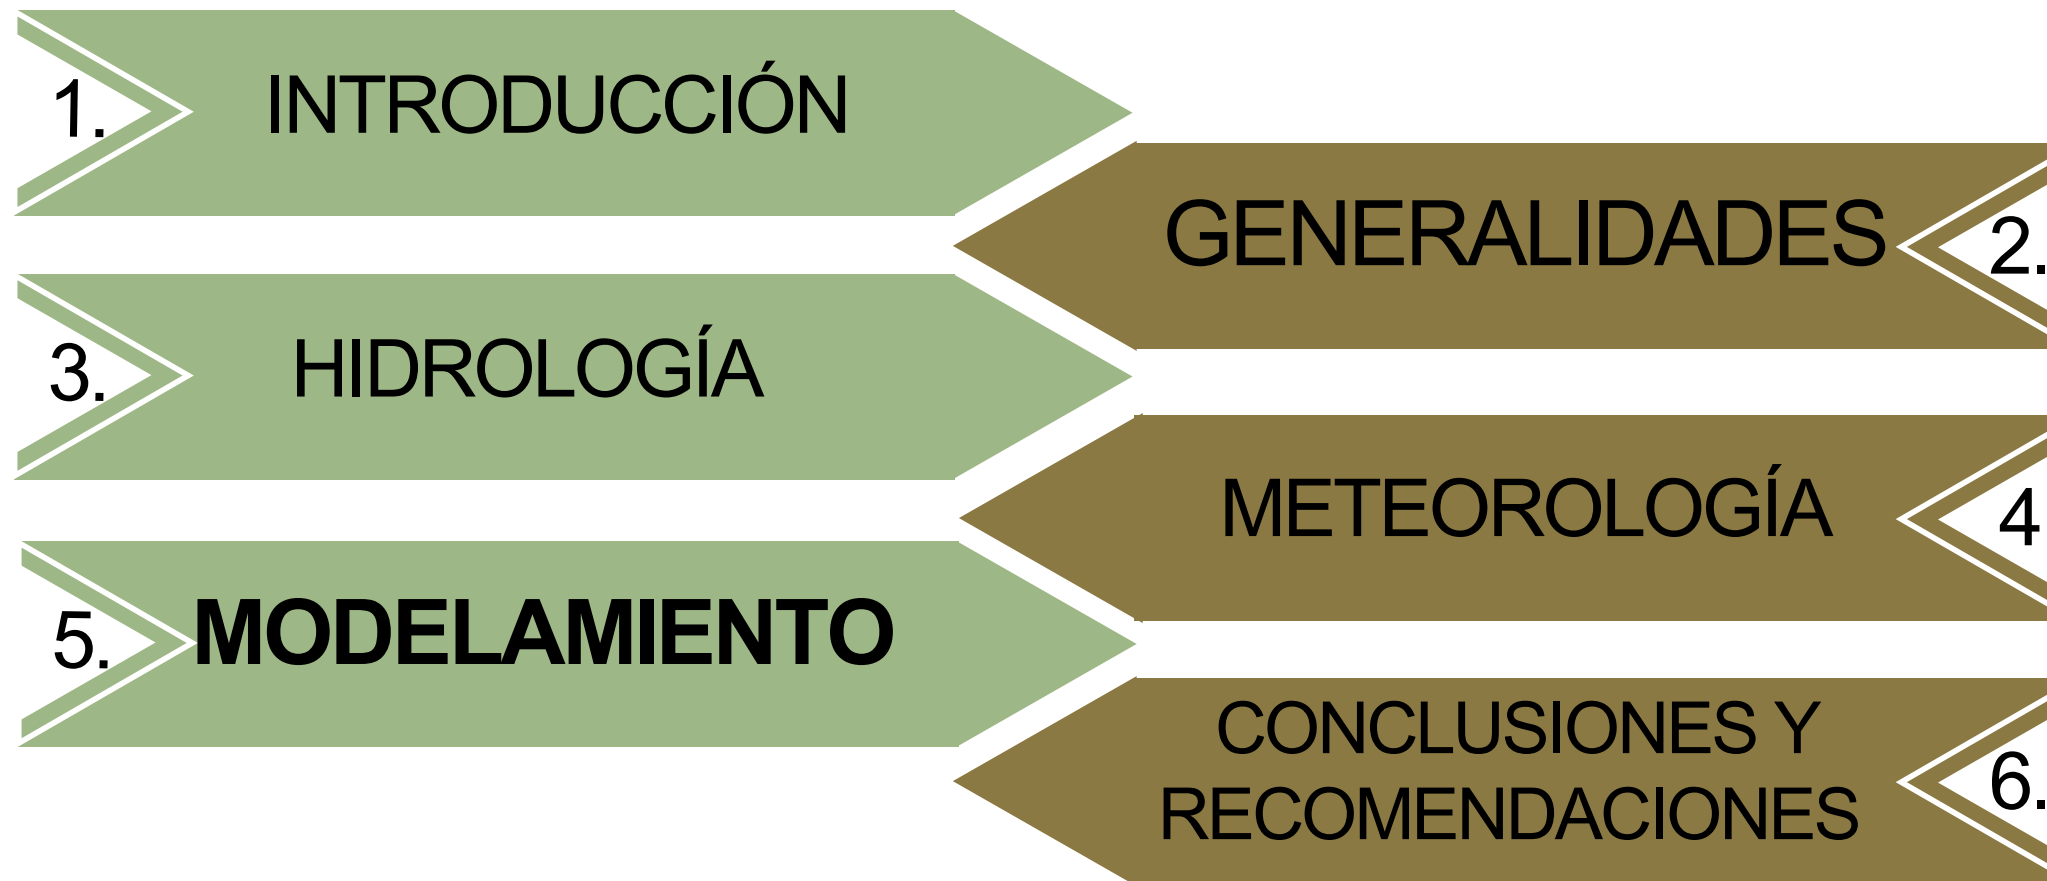 1. INTRODUCCIÓN
GENERALIDADES 2.
3. HIDROLOGÍA
METEOROLOGÍA 4
5. MODELAMIENTO
CONCLUSIONES Y
RECOMENDACIONES 6.